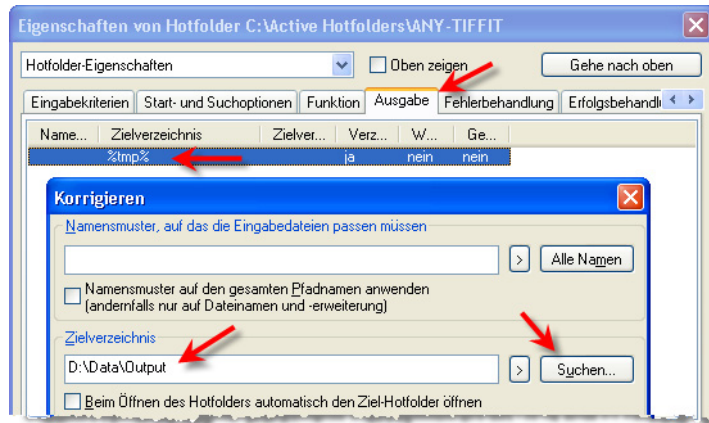 Eigenschaften von Hotfolder C:\Active Hotfolders\ANY-TIFFIT
Hotfolder-Eigenschaften Oben zeigen Gehe nach oben
Eingabekriterien Start- und Suchoptionen Funktion Ausgabe Fehlerbehandlung Erfolgsbehandl
Name... Zielverzeichnis Zielver... Verz... W... Ge...
%tmp% ja nein nein
Korrigieren
Namensmuster, auf das die Eingabedateien passen müssen
> Alle Namen
Namensmuster auf den gesamten Pfadnamen anwenden
(andernfalls nur auf Dateinamen und -erweiterung)
Zielverzeichnis
D:\Data\Output > Suchen...
Beim Öffnen des Hotfolders automatisch den Ziel-Hotfolder öffnen